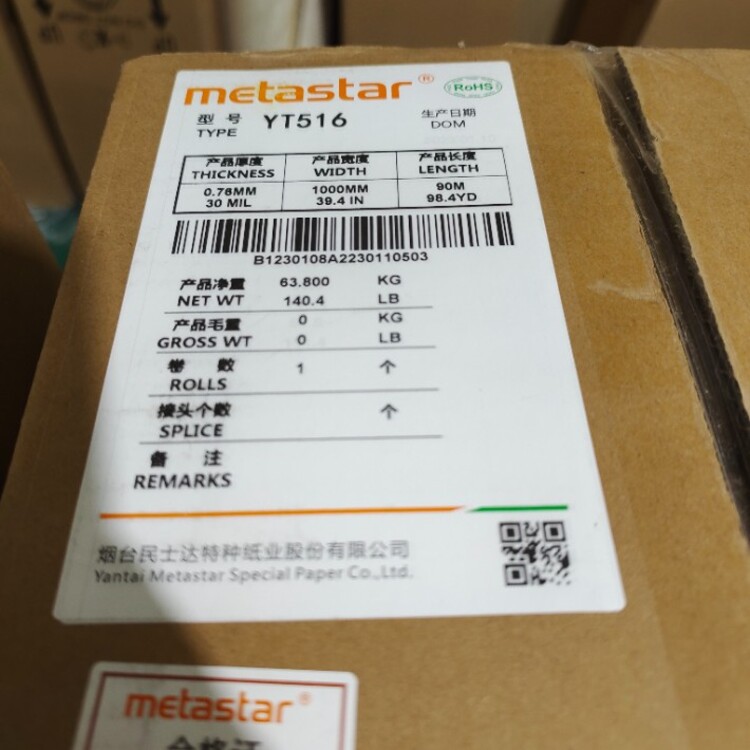 metastar®
RoHS
型 号 YT516 生产日期
TYPE DOM
产品厚度 产品宽度 产品长度
THICKNESS WIDTH LENGTH
0.76MM 1000MM 90M
30 MIL 39.4 IN 98.4YD
B1230108A2230110503
产品净重 63.800 KG
NET WT 140.4 LB
产品毛重 0 KG
GROSS WT 0 LB
卷 数 1 个
ROLLS
接头个数 个
SPLICE
备 注
REMARKS
烟台民士达特种纸业股份有限公司
Yantai Metastar Special Paper Co.,Ltd.
metastar®
合格证